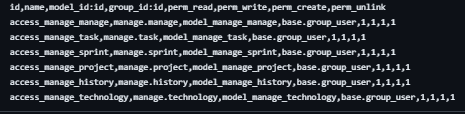 id,name,model_id:id,group_id:id,perm_read,perm_write,perm_create,perm_unlink
access_manage_manage,manage.manage,model_manage_manage,base.group_user,1,1,1,1
access_manage_task,manage.task,model_manage_task,base.group_user,1,1,1,1
access_manage_sprint,manage.sprint,model_manage_sprint,base.group_user,1,1,1,1
access_manage_project,manage.project,model_manage_project,base.group_user,1,1,1,1
access_manage_history,manage.history,model_manage_history,base.group_user,1,1,1,1
access_manage_technology,manage.technology,model_manage_technology,base.group_user,1,1,1,1